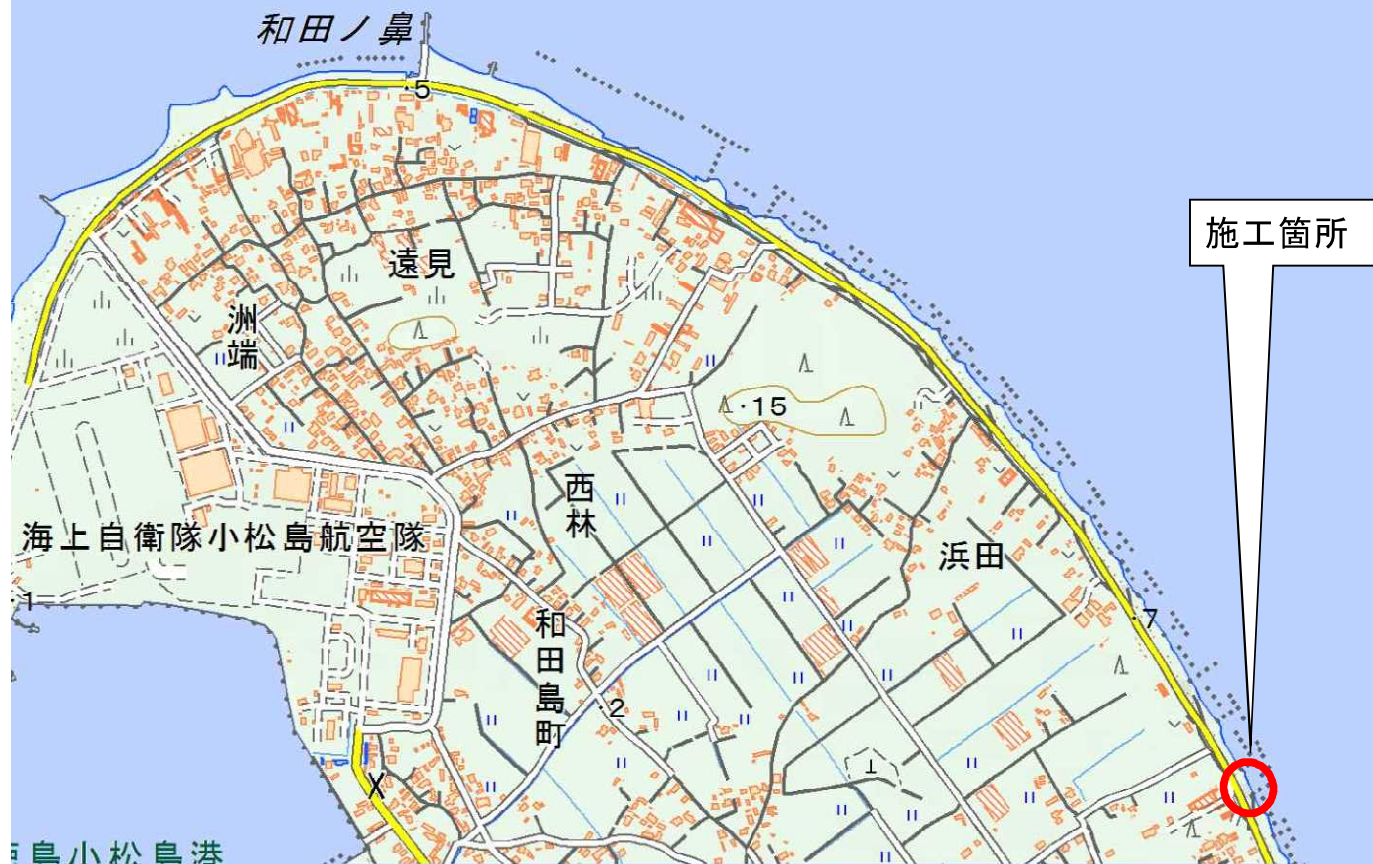 和田ノ鼻
・5
施工箇所
遠見
洲端
・15
西林
海上自衛隊小松島航空隊
浜田
・1
和田島町
・7
・2
島小松島港